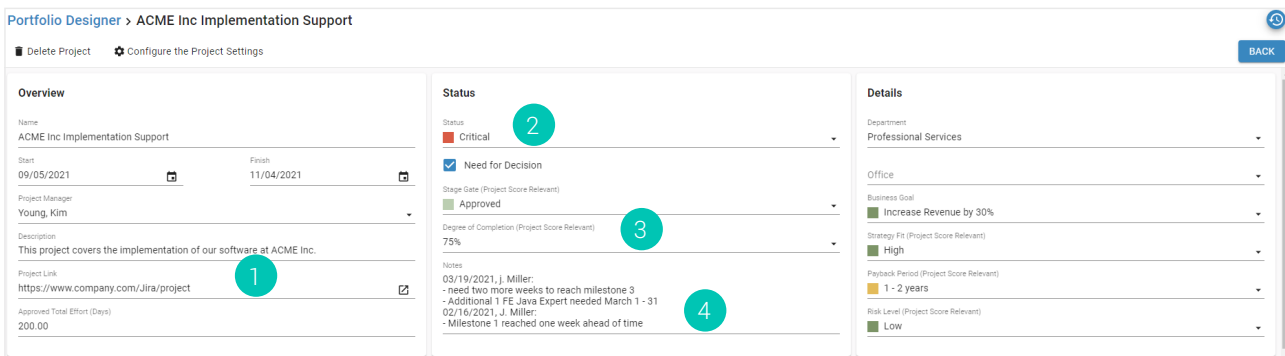 Portfolio Designer > ACME Inc Implementation Support
Delete Project
Configure the Project Settings
BACK
Overview
Name
ACME Inc Implementation Support
Start
09/05/2021
Finish
11/04/2021
Project Manager
Young, Kim
Description
This project covers the implementation of our software at ACME Inc.
Project Link
https://www.company.com/Jira/project
1
Approved Total Effort (Days)
200.00
Status
Status
Critical
2
Need for Decision
Stage Gate (Project Score Relevant)
Approved
Degree of Completion (Project Score Relevant)
75%
3
Notes
03/19/2021, j. Miller:
- need two more weeks to reach milestone 3
- Additional 1 FE Java Expert needed March 1 - 31
02/16/2021, J. Miller:
- Milestone 1 reached one week ahead of time
4
Details
Department
Professional Services
Office
Business Goal
Increase Revenue by 30%
Strategy Fit (Project Score Relevant)
High
Payback Period (Project Score Relevant)
1 - 2 years
Risk Level (Project Score Relevant)
Low